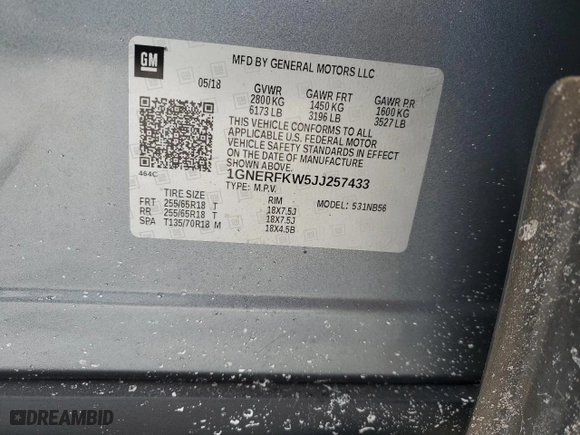 GM
MFD BY GENERAL MOTORS LLC
05/18 GVWR GAWR FRT GAWR RR
2800 KG 1450 KG 1600 KG
6173 LB 3196 LB 3527 LB
THIS VEHICLE CONFORMS TO ALL
APPLICABLE U.S. FEDERAL MOTOR
VEHICLE SAFETY STANDARDS IN EFFECT
ON THE DATE OF MANUFACTURE SHOWN ABOVE.
464C 1GNERFKW5JJ257433
TYPE: M.P.V. MODEL: 531NB56
TIRE SIZE RIM
FRT 255/65R18 T 18X7.5J
RR 255/65R18 T 18X7.5J
SPA T135/70R18 M 18X4.5B
DREAMBID